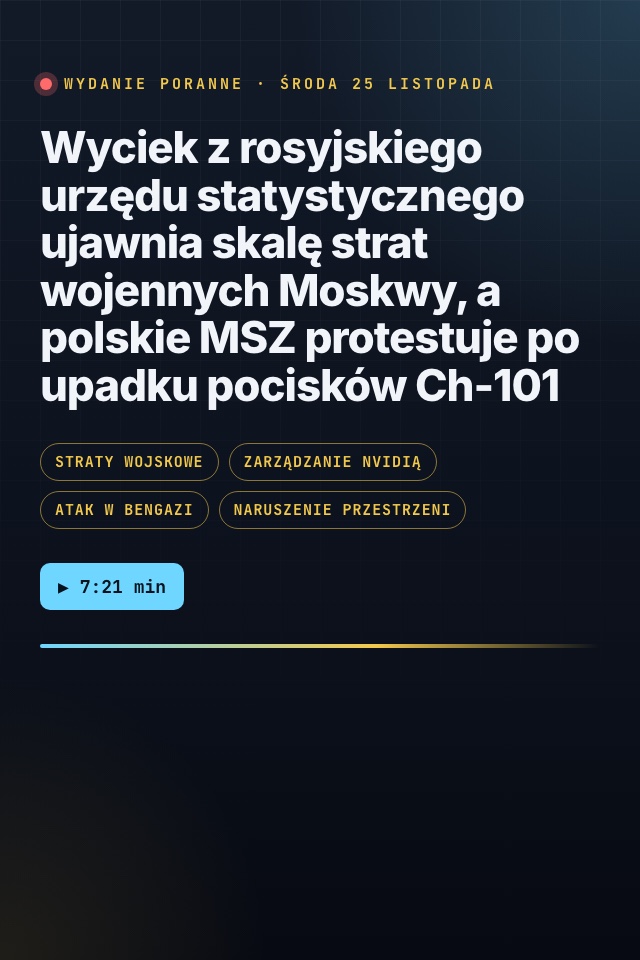 WYDANIE PORANNE · ŚRODA 25 LISTOPADA
Wyciek z rosyjskiego
urzędu statystycznego
ujawnia skalę strat
wojennych Moskwy, a
polskie MSZ protestuje po
upadku pocisków Ch-101
STRATY WOJSKOWE
ZARZĄDZANIE NVIDIĄ
ATAK W BENGAZI
NARUSZENIE PRZESTRZENI
▶ 7:21 min